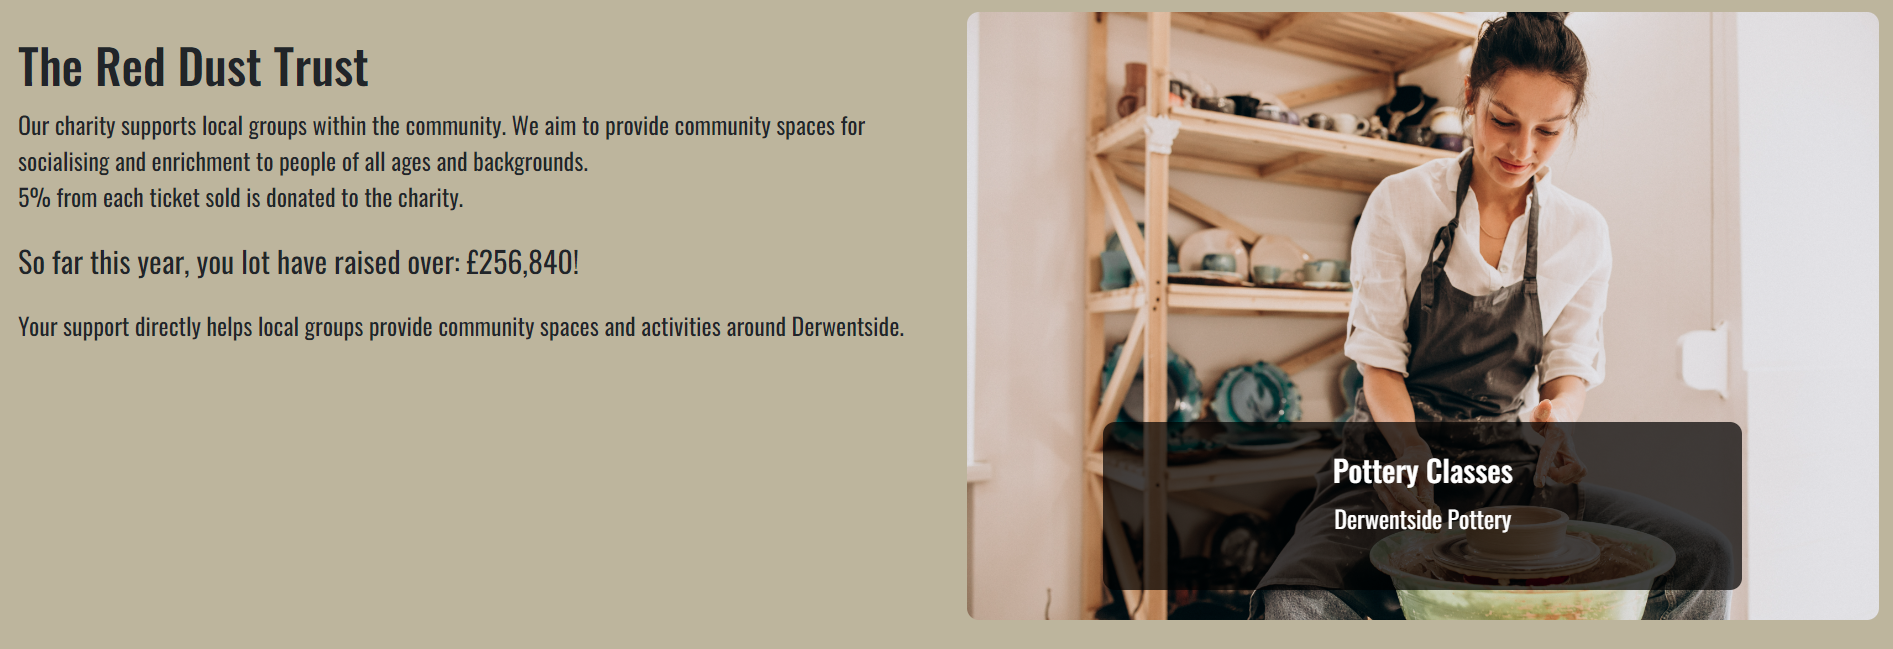 The Red Dust Trust
Our charity supports local groups within the community. We aim to provide community spaces for
socialising and enrichment to people of all ages and backgrounds.
5% from each ticket sold is donated to the charity.
So far this year, you lot have raised over: £256,840!
Your support directly helps local groups provide community spaces and activities around Derwentside.
Pottery Classes
Derwentside Pottery